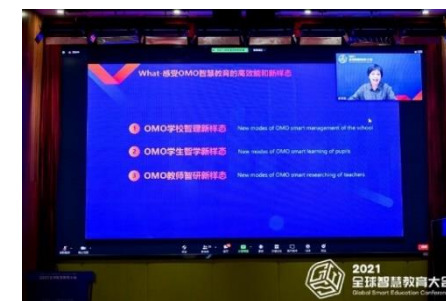 What·感受OMO智慧教育的高效能和新样态
1 OMO学校智理新样态 New modes of OMO smart management of the school
2 OMO学生智学新样态 New modes of OMO smart learning of pupils
3 OMO教师智研新样态 New modes of OMO smart researching of teachers
2021
全球智慧教育大会
Global Smart Education Conference